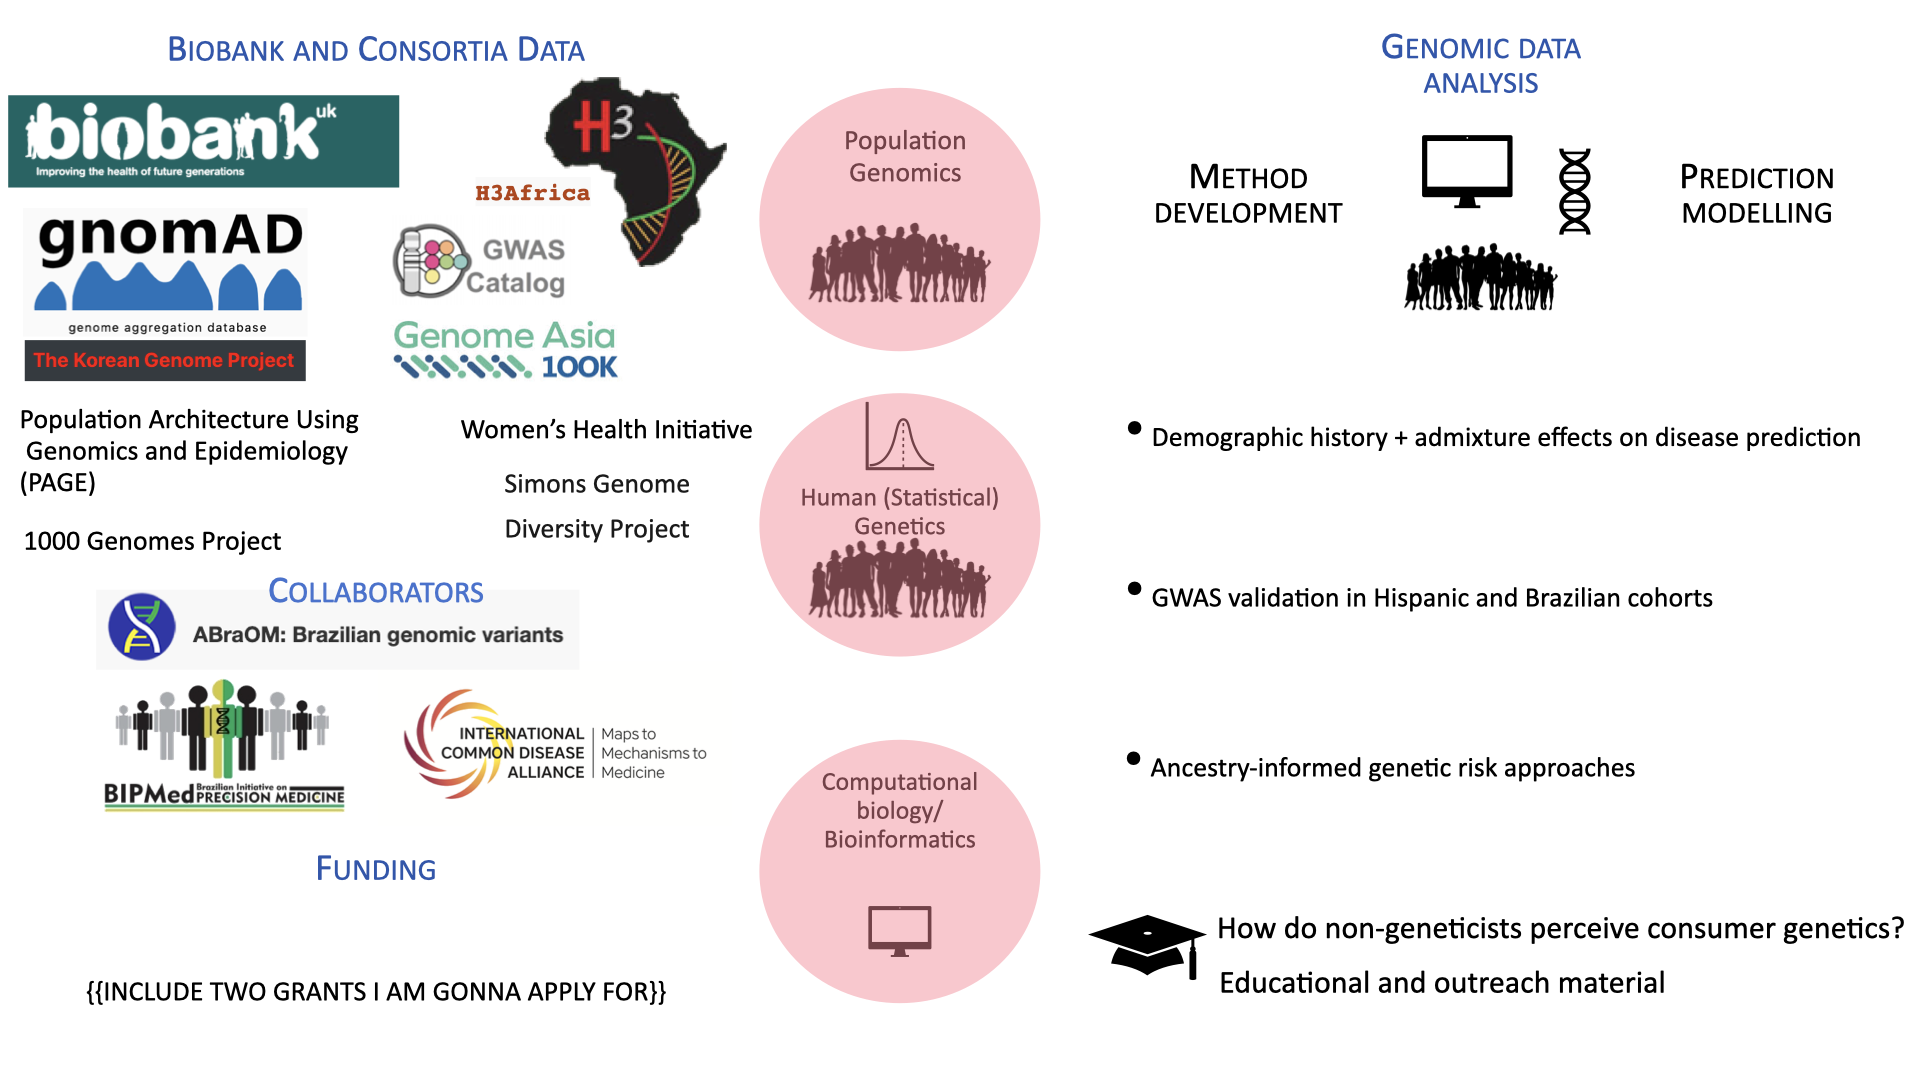 BIOBANK AND CONSORTIA DATA
biobank uk
Improving the health of future generations
H3
H3Africa
gnomAD
genome aggregation database
The Korean Genome Project
GWAS
Catalog
Genome Asia
100K
Population Architecture Using
Genomics and Epidemiology
(PAGE)
Women’s Health Initiative
Simons Genome
Diversity Project
1000 Genomes Project
COLLABORATORS
ABraOM: Brazilian genomic variants
BIPMed Brazilian Initiative on
PRECISION MEDICINE
INTERNATIONAL
COMMON DISEASE
ALLIANCE
Maps to
Mechanisms to
Medicine
FUNDING
{{INCLUDE TWO GRANTS I AM GONNA APPLY FOR}}
Population
Genomics
Human (Statistical)
Genetics
Computational
biology/
Bioinformatics
GENOMIC DATA
ANALYSIS
METHOD
DEVELOPMENT
PREDICTION
MODELLING
• Demographic history + admixture effects on disease prediction
• GWAS validation in Hispanic and Brazilian cohorts
• Ancestry-informed genetic risk approaches
How do non-geneticists perceive consumer genetics?
Educational and outreach material